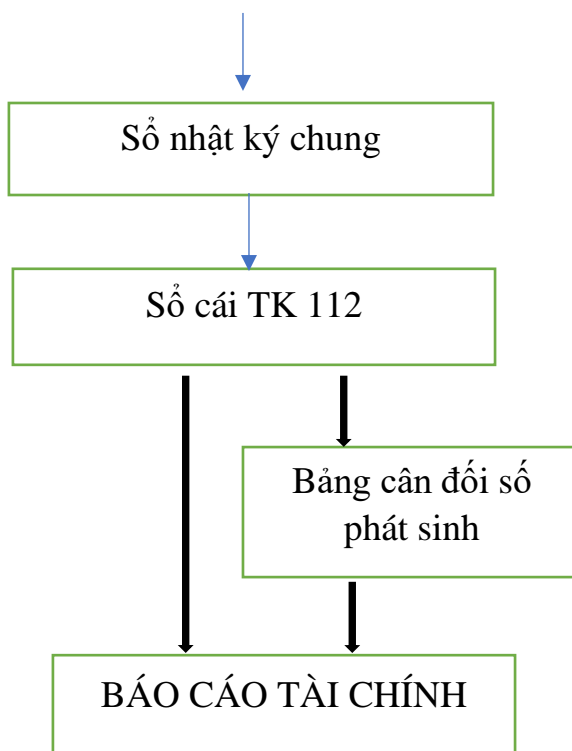 Sổ nhật ký chung
Sổ cái TK 112
Bảng cân đối số
phát sinh
BÁO CÁO TÀI CHÍNH